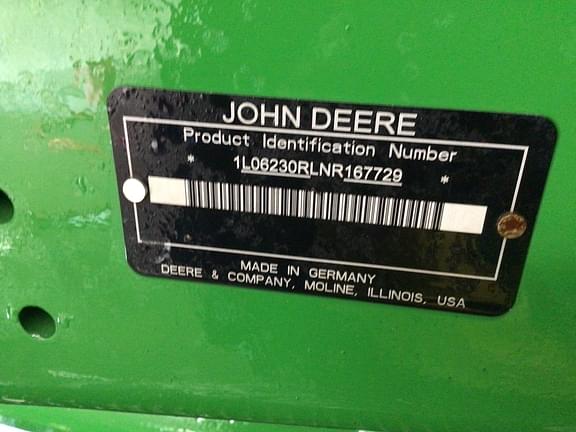 JOHN DEERE
Product Identification Number
* 1L06230RLNR167729 *
MADE IN GERMANY
DEERE & COMPANY, MOLINE, ILLINOIS, USA